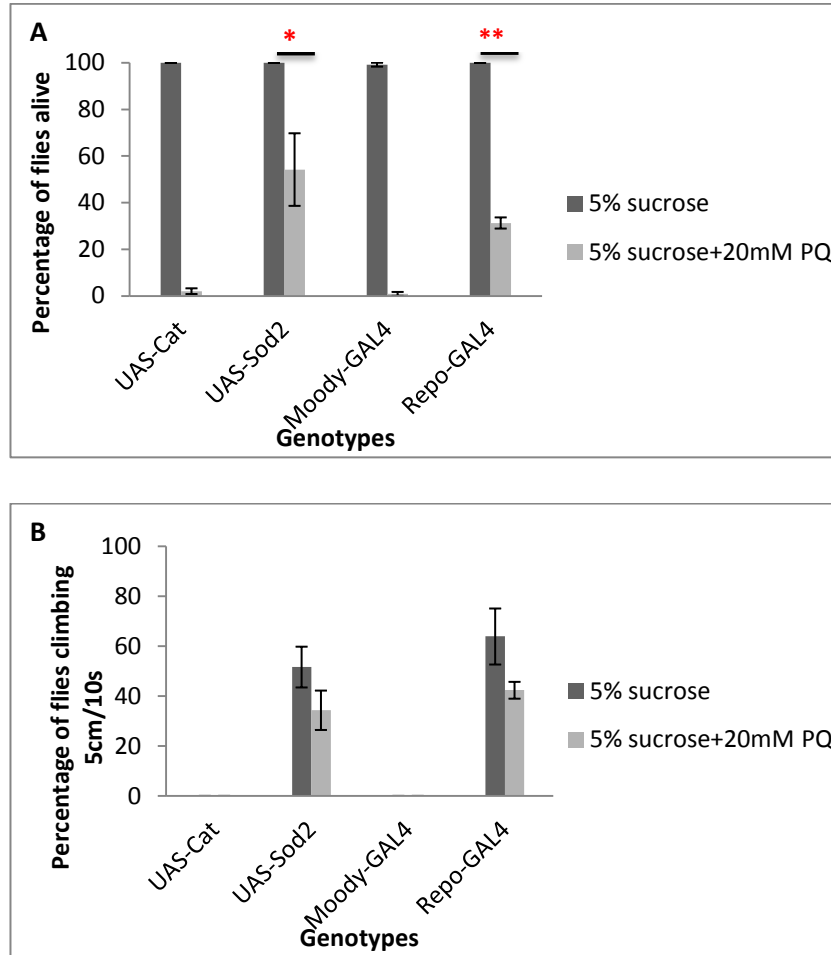 A
*
**
Percentage of flies alive
100
80
60
40
20
0
UAS-Cat
UAS-Sod2
Moody-GAL4
Repo-GAL4
Genotypes
5% sucrose
5% sucrose+20mM PQ
B
Percentage of flies climbing
5cm/10s
100
80
60
40
20
0
UAS-Cat
UAS-Sod2
Moody-GAL4
Repo-GAL4
Genotypes
5% sucrose
5% sucrose+20mM PQ